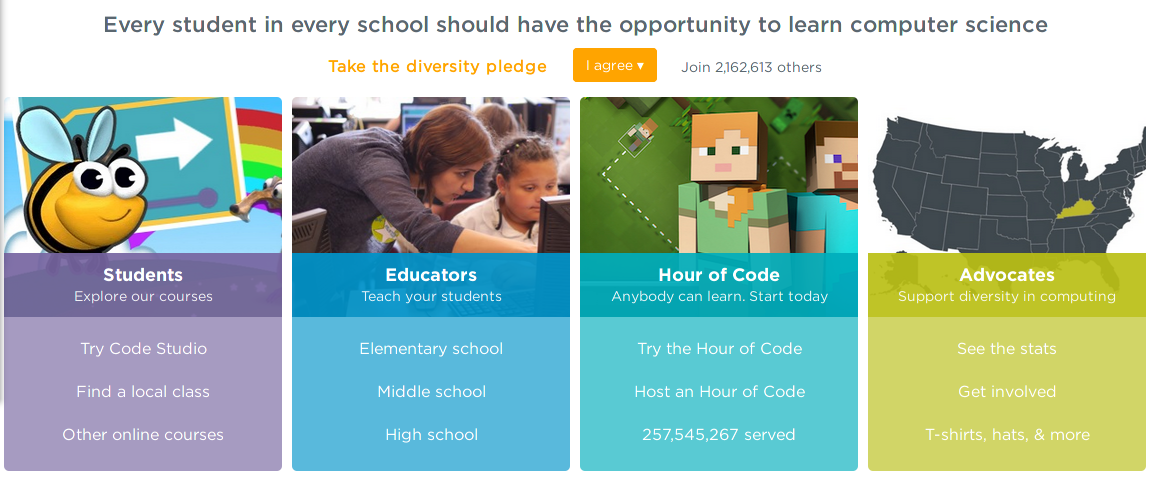 Every student in every school should have the opportunity to learn computer science
Take the diversity pledge
I agree ▾
Join 2,162,613 others
Students
Explore our courses
Try Code Studio
Find a local class
Other online courses
Educators
Teach your students
Elementary school
Middle school
High school
Hour of Code
Anybody can learn. Start today
Try the Hour of Code
Host an Hour of Code
257,545,267 served
Advocates
Support diversity in computing
See the stats
Get involved
T-shirts, hats, & more